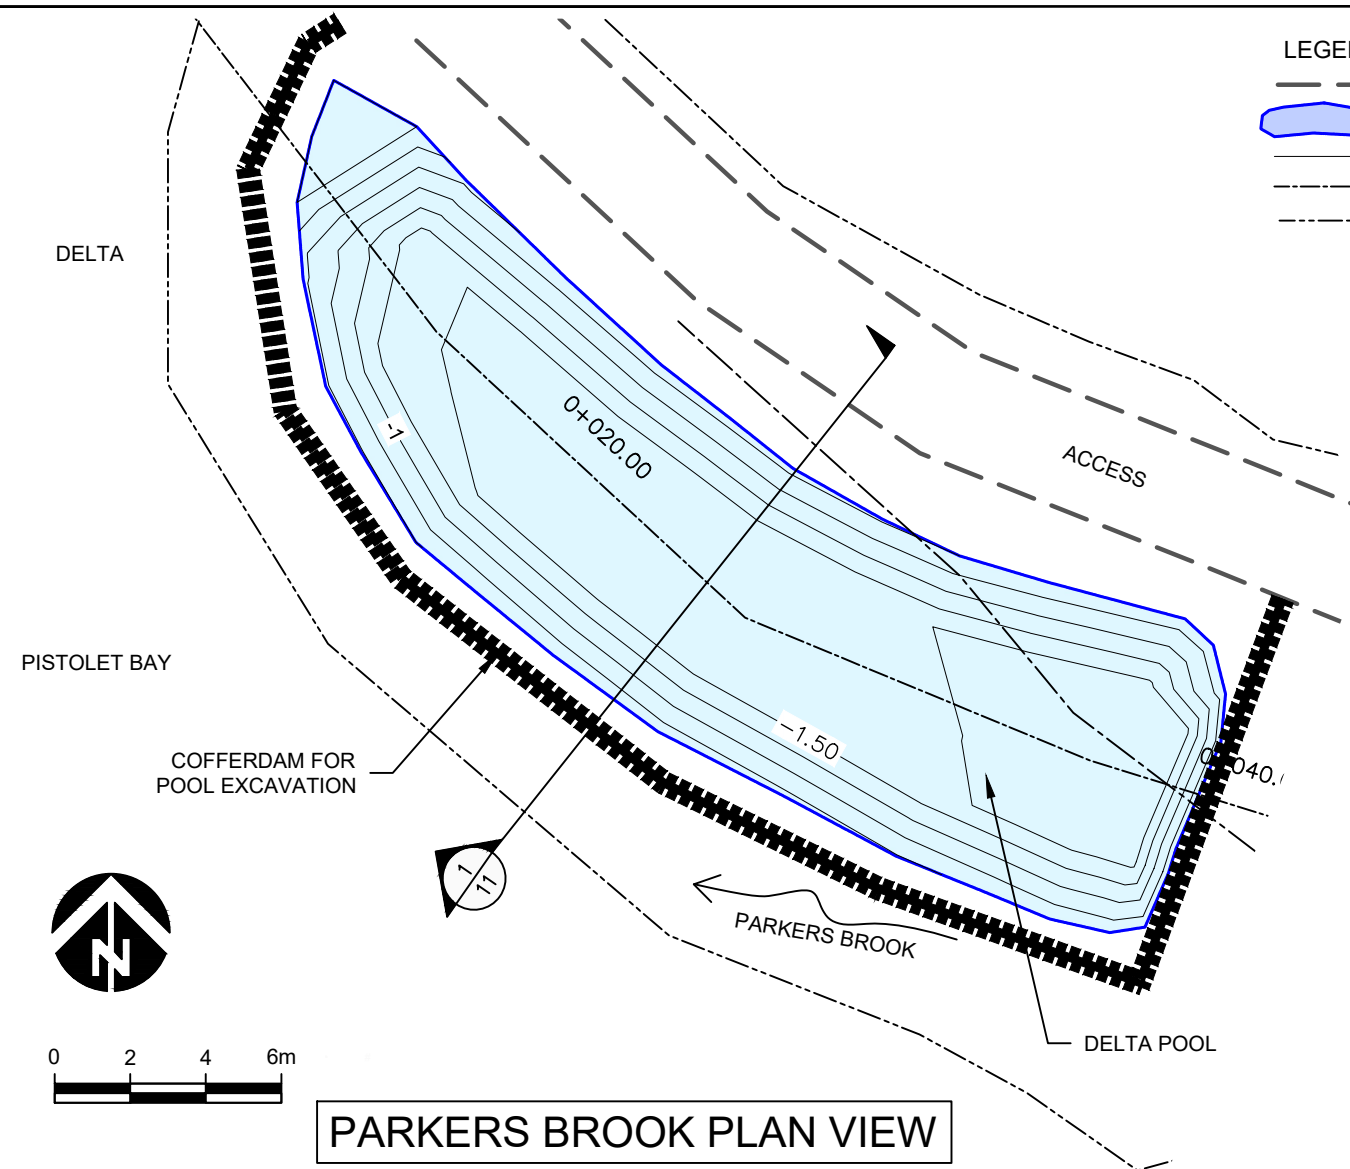 LEGE
DELTA
0+020.00
-1
ACCESS
PISTOLET BAY
COFFERDAM FOR
POOL EXCAVATION
-1.50
040.
1
11
PARKERS BROOK
N
DELTA POOL
0 2 4 6m
PARKERS BROOK PLAN VIEW